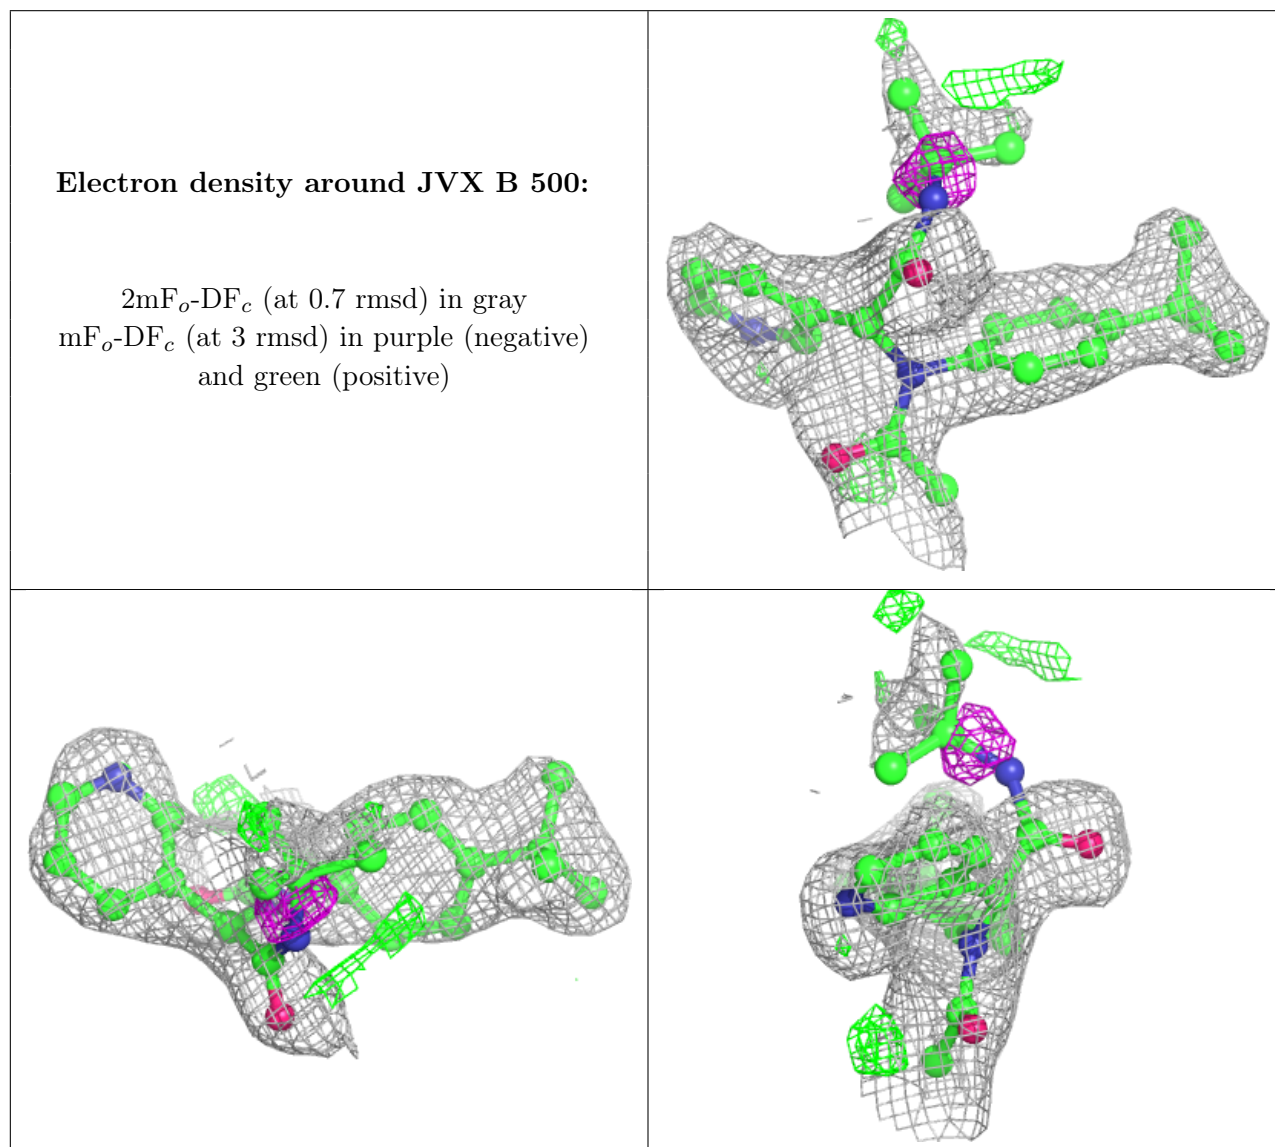 Electron density around JVX B 500:
2mFo-DFc (at 0.7 rmsd) in gray
mFo-DFc (at 3 rmsd) in purple (negative)
and green (positive)